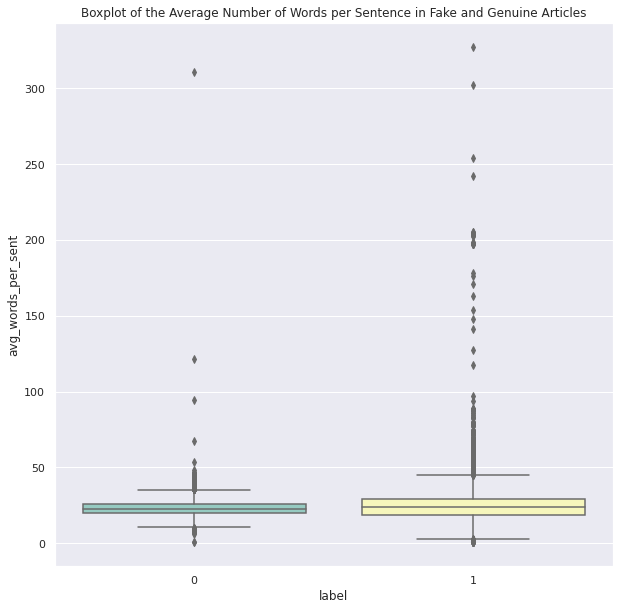 Boxplot of the Average Number of Words per Sentence in Fake and Genuine Articles
300
250
200
150
100
50
0
avg_words_per_sent
0 1
label